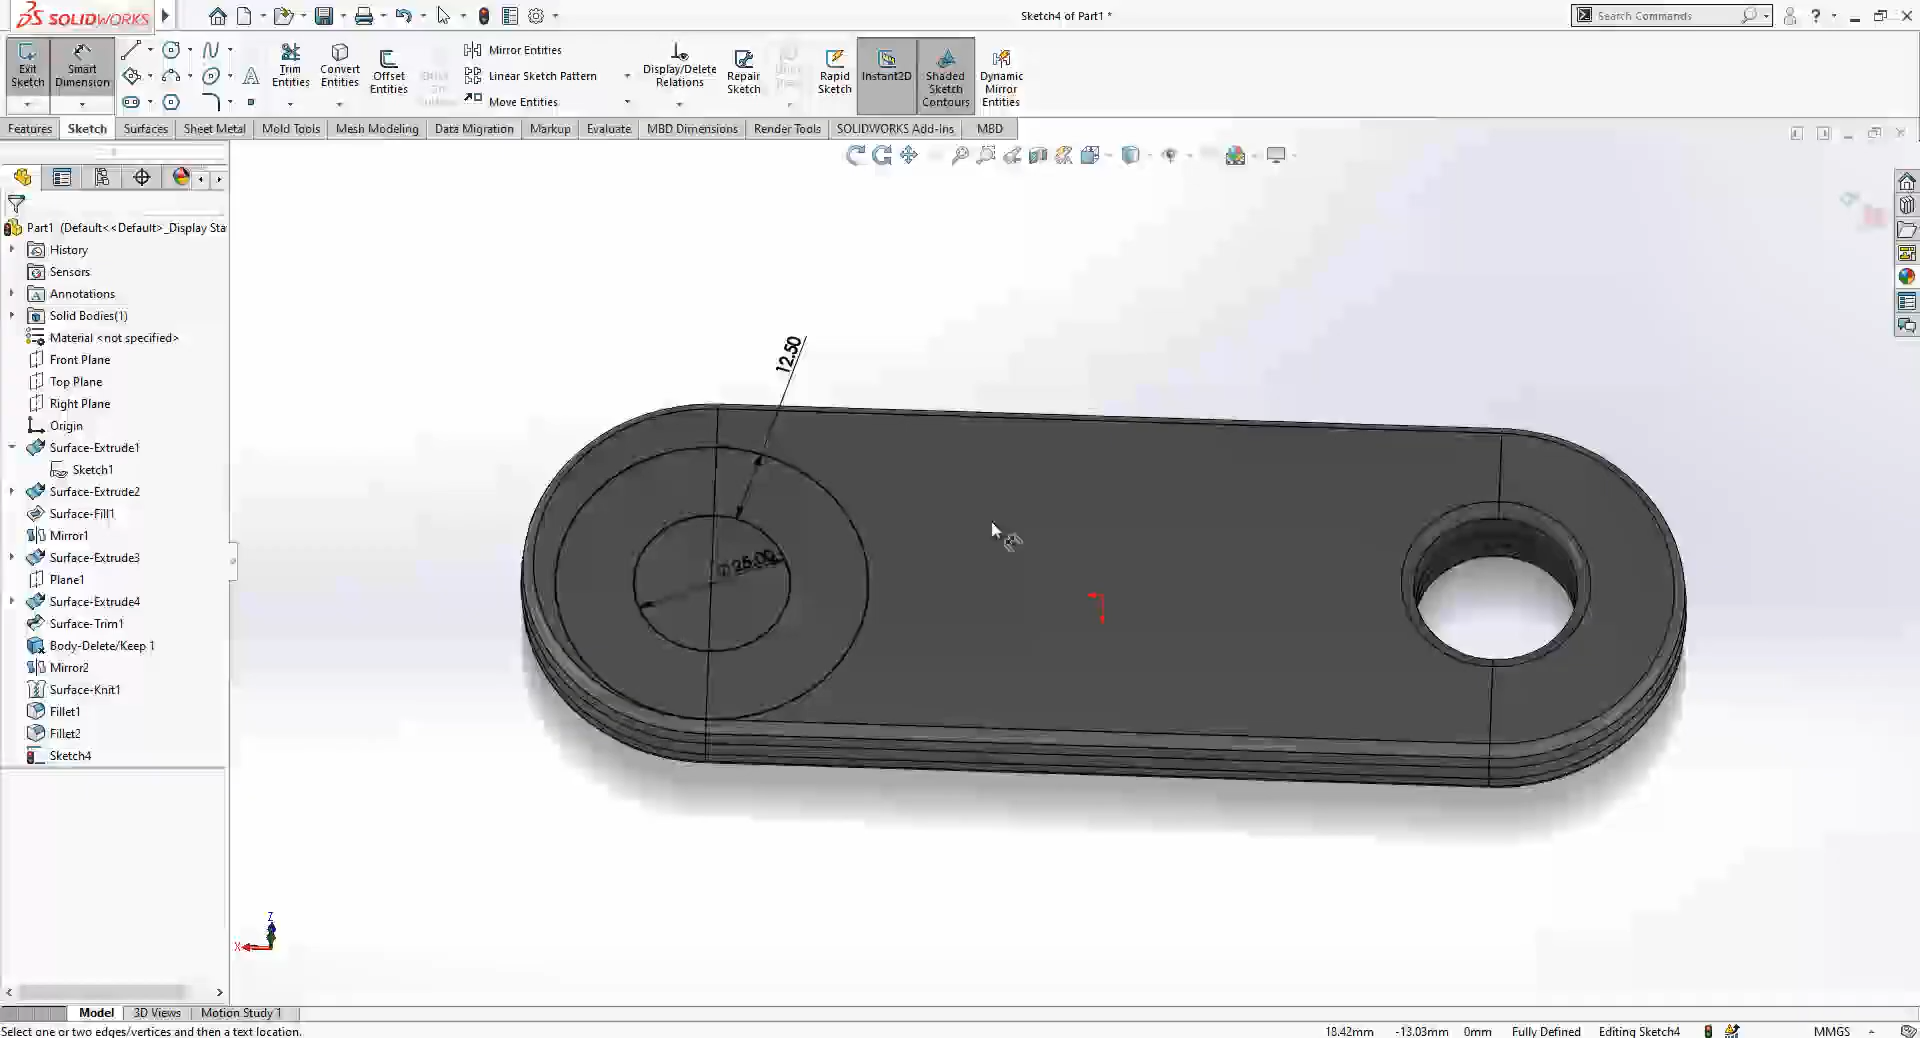 SOLIDWORKS
Sketch4 of Part1 *
Search Commands
Exit Sketch
Smart Dimension
Trim Entities
Convert Entities
Offset Entities
Mirror Entities
Linear Sketch Pattern
Move Entities
Display/Delete Relations
Repair Sketch
Rapid Sketch
Instant2D
Shaded Sketch Contours
Dynamic Mirror Entities
Features
Sketch
Surfaces
Sheet Metal
Mold Tools
Mesh Modeling
Data Migration
Markup
Evaluate
MBD Dimensions
Render Tools
SOLIDWORKS Add-Ins
MBD
Part1 (Default<<Default>_Display Sta
History
Sensors
Annotations
Solid Bodies(1)
Material <not specified>
Front Plane
Top Plane
Right Plane
Origin
Surface-Extrude1
Sketch1
Surface-Extrude2
Surface-Fill1
Mirror1
Surface-Extrude3
Plane1
Surface-Extrude4
Surface-Trim1
Body-Delete/Keep 1
Mirror2
Surface-Knit1
Fillet1
Fillet2
Sketch4
12.50
Ø25.00
Z
X
Model
3D Views
Motion Study 1
Select one or two edges/vertices and then a text location.
18.42mm
-13.03mm
0mm
Fully Defined
Editing Sketch4
MMGS